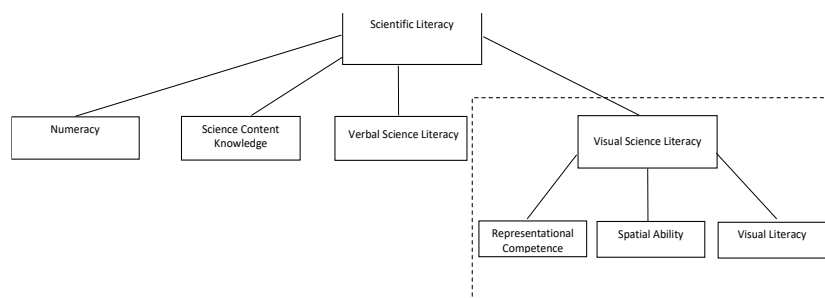 Scientific Literacy
Numeracy
Science Content
Knowledge
Verbal Science Literacy
Visual Science Literacy
Representational
Competence
Spatial Ability
Visual Literacy